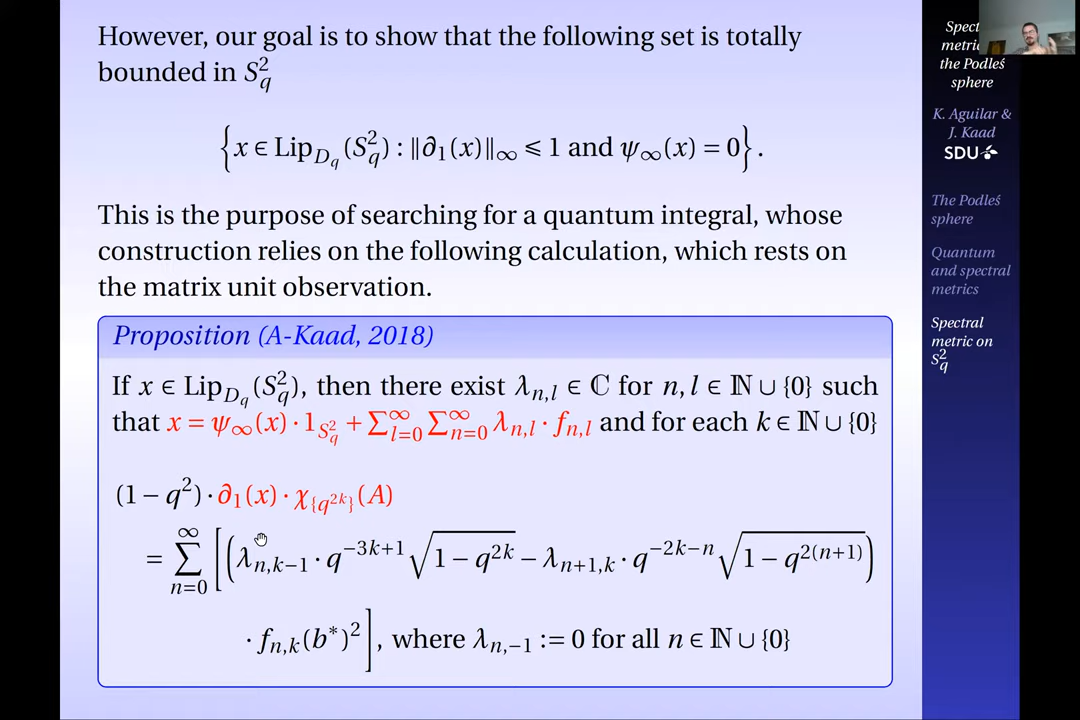 However, our goal is to show that the following set is totally
bounded in S_q^2
{x ∈ Lip_{D_q}(S_q^2) : ‖∂_1(x)‖_∞ ⩽ 1 and ψ_∞(x) = 0}.
This is the purpose of searching for a quantum integral, whose
construction relies on the following calculation, which rests on
the matrix unit observation.
Proposition (A-Kaad, 2018)
If x ∈ Lip_{D_q}(S_q^2), then there exist λ_{n,l} ∈ ℂ for n, l ∈ ℕ ∪ {0} such
that x = ψ_∞(x) · 1_{S_q^2} + ∑_{l=0}^∞ ∑_{n=0}^∞ λ_{n,l} · f_{n,l} and for each k ∈ ℕ ∪ {0}
(1 − q^2) · ∂_1(x) · χ_{{q^{2k}}}(A)
= ∑_{n=0}^∞ [(λ_{n,k−1} · q^{−3k+1} √(1 − q^{2k}) − λ_{n+1,k} · q^{−2k−n} √(1 − q^{2(n+1)}))
· f_{n,k}(b^*)^2], where λ_{n,−1} := 0 for all n ∈ ℕ ∪ {0}
metric
the Podleś
sphere
K. Aguilar &
J. Kaad
SDU
The Podleś
sphere
Quantum
and spectral
metrics
Spectral
metric on
S_q^2